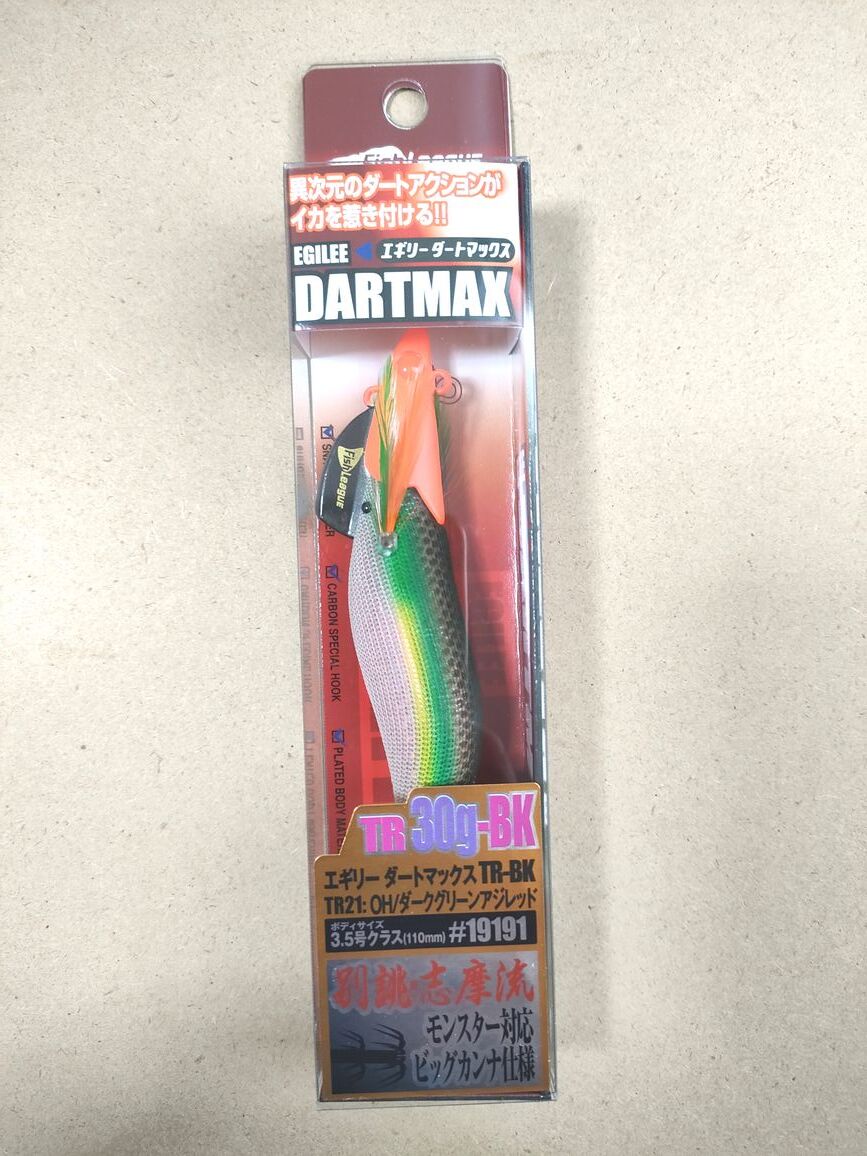 Fish League
異次元のダートアクションが
イカを惹き付ける!!
EGILEE エギリー ダートマックス
DARTMAX
Fish League
CARBON SPECIAL HOOK
PLATED BODY
TR 30g-BK
エギリー ダートマックス TR-BK
TR21: OH/ダークグリーンアジレッド
ボディサイズ
3.5号クラス(110mm) #19191
別誂・志摩流
モンスター対応
ビッグカンナ仕様